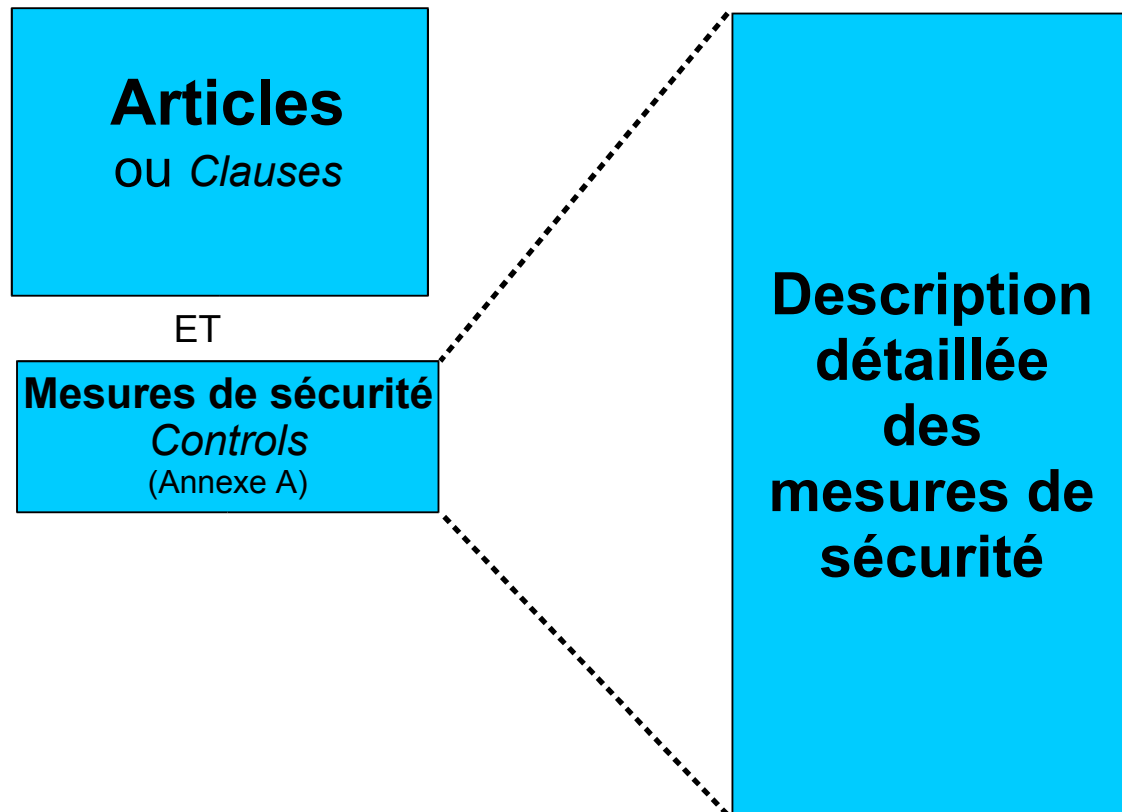 Articles
ou Clauses
ET
Mesures de sécurité
Controls
(Annexe A)
Description
détaillée
des
mesures de
sécurité